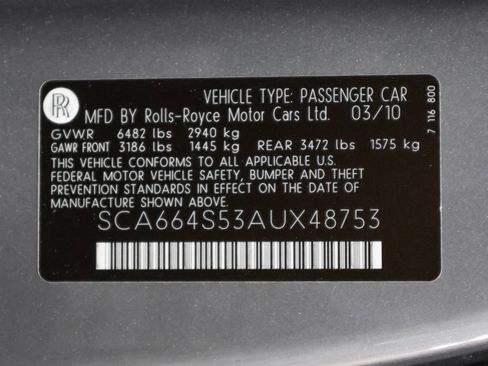 VEHICLE TYPE: PASSENGER CAR
RR
MFD BY Rolls-Royce Motor Cars Ltd. 03/10
GVWR 6482 lbs 2940 kg
GAWR FRONT 3186 lbs 1445 kg REAR 3472 lbs 1575 kg
THIS VEHICLE CONFORMS TO ALL APPLICABLE U.S.
FEDERAL MOTOR VEHICLE SAFETY, BUMPER AND THEFT
PREVENTION STANDARDS IN EFFECT ON THE DATE OF
MANUFACTURE SHOWN ABOVE.
SCA664S53AUX48753
7 116 800